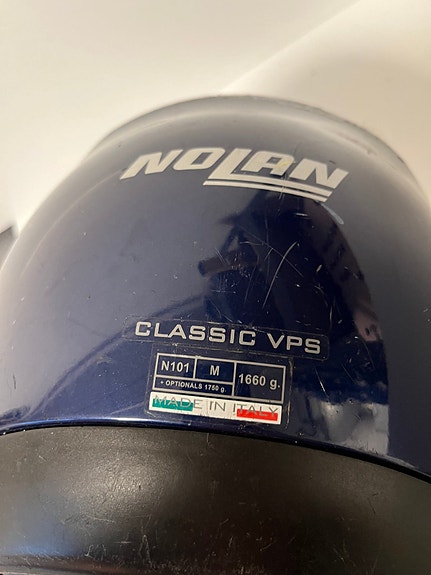 NOLAN
CLASSIC VPS
N101 M 1660 g.
+ OPTIONALS 1750 g.
MADE IN ITALY